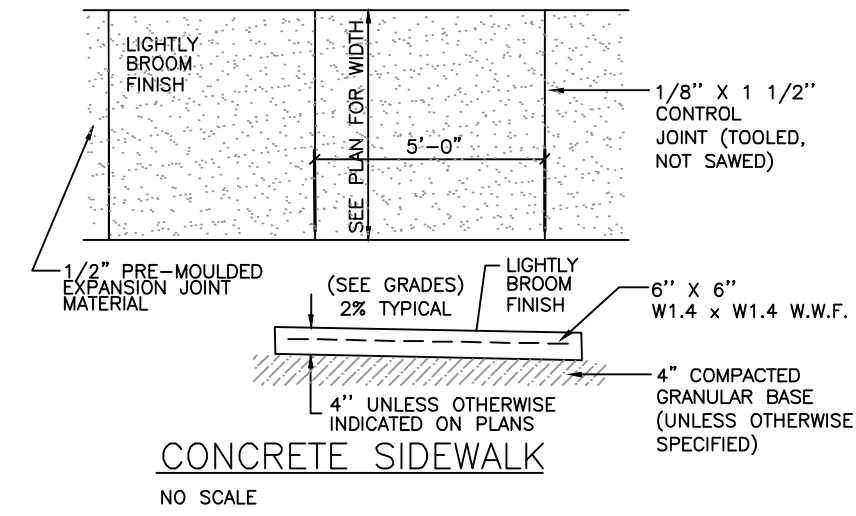 LIGHTLY
BROOM
FINISH
SEE PLAN FOR WIDTH
5'-0"
1/8" X 1 1/2"
CONTROL
JOINT (TOOLED,
NOT SAWED)
1/2" PRE-MOULDED
EXPANSION JOINT
MATERIAL
(SEE GRADES)
2% TYPICAL
LIGHTLY
BROOM
FINISH
6" X 6"
W1.4 x W1.4 W.W.F.
4" COMPACTED
GRANULAR BASE
(UNLESS OTHERWISE
SPECIFIED)
4" UNLESS OTHERWISE
INDICATED ON PLANS
CONCRETE SIDEWALK
NO SCALE